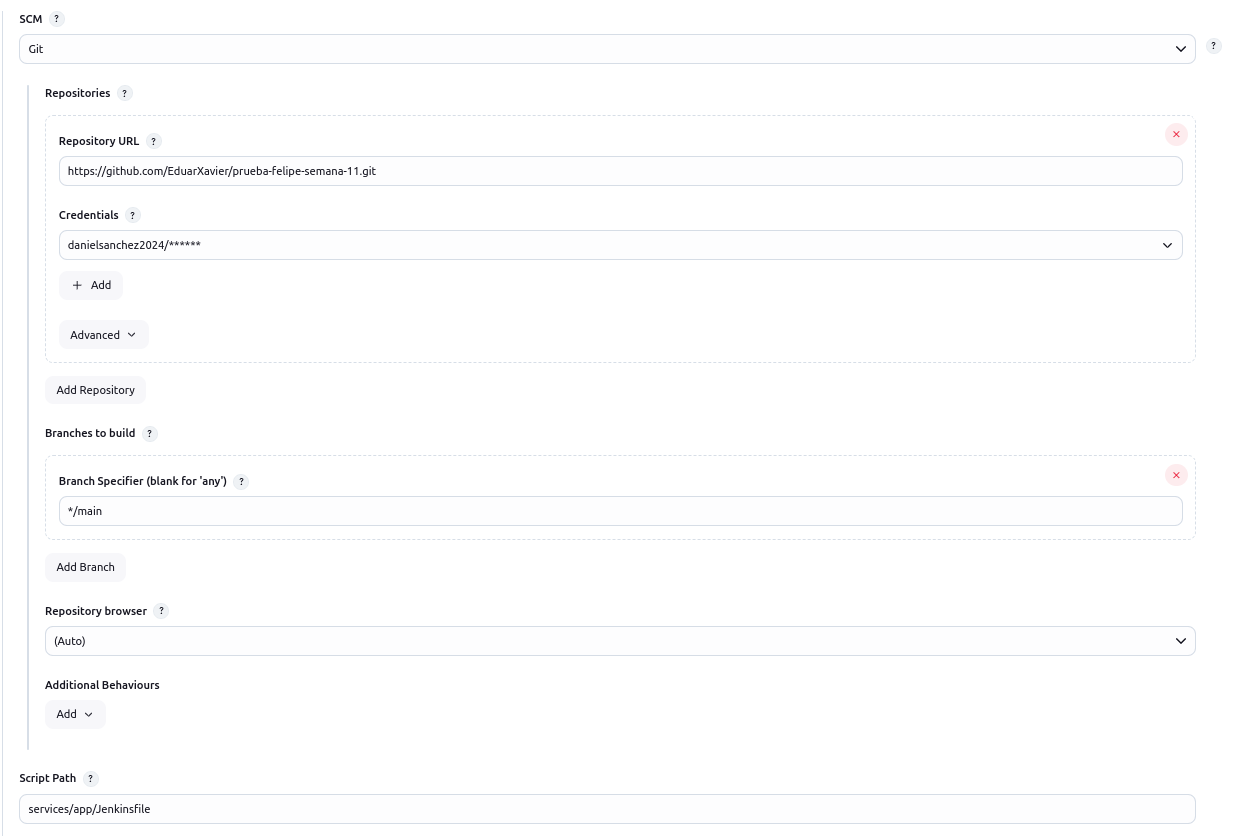 SCM ?
Git
?
Repositories ?
Repository URL ?
https://github.com/EduarXavier/prueba-felipe-semana-11.git
Credentials ?
danielsanchez2024/******
+ Add
Advanced
Add Repository
Branches to build ?
Branch Specifier (blank for 'any') ?
*/main
Add Branch
Repository browser ?
(Auto)
Additional Behaviours
Add
Script Path ?
services/app/Jenkinsfile